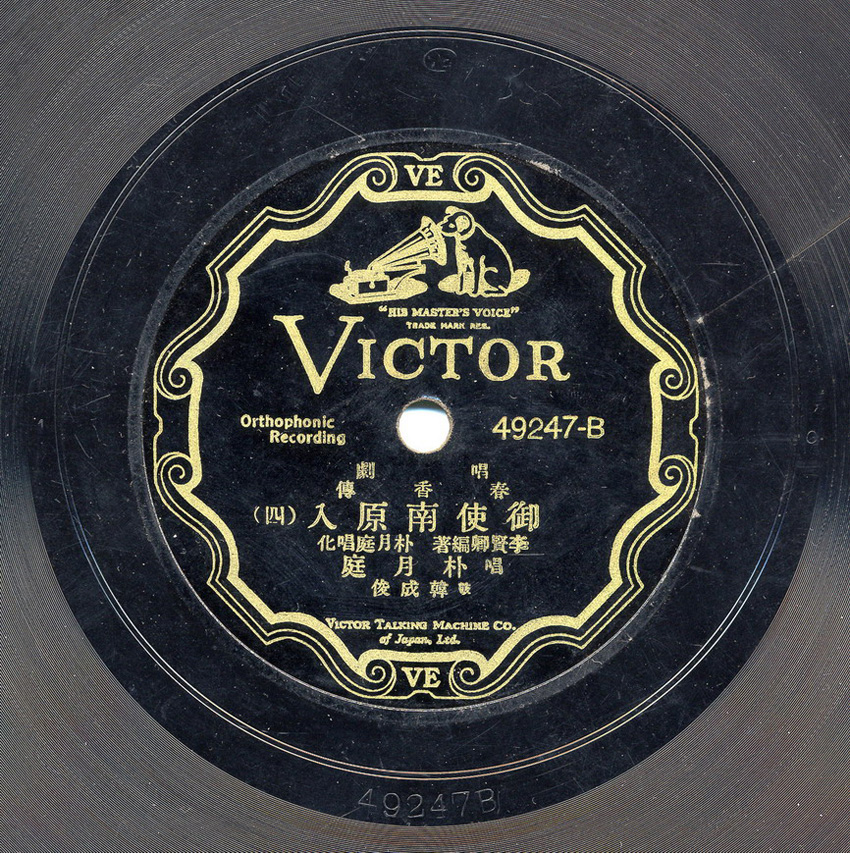 VE
"HIS MASTER'S VOICE"
TRADE MARK REG.
VICTOR
Orthophonic Recording
49247-B
唱劇
春香傳
御使南原入 (四)
李賢卿編著 朴月庭唱化
唱 朴月庭
鼓 韓成俊
VICTOR TALKING MACHINE CO.
of Japan, Ltd.
VE
49247B